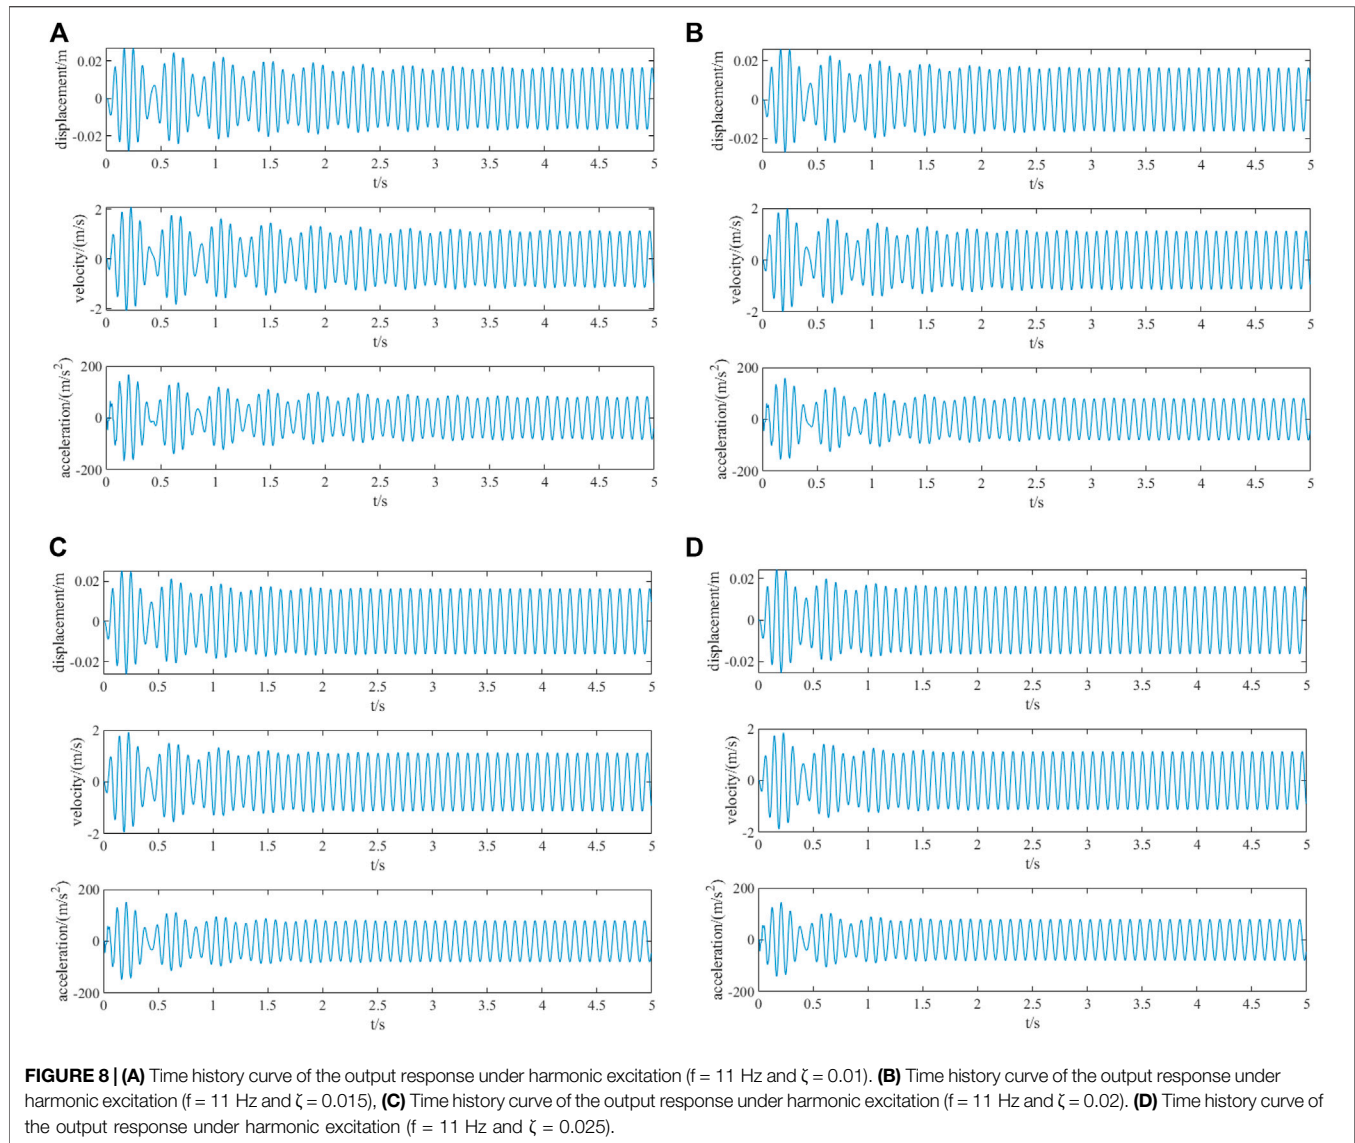 A
displacement/m
0.02
0
-0.02
0 0.5 1 1.5 2 2.5 3 3.5 4 4.5 5
t/s
velocity/(m/s)
2
0
-2
0 0.5 1 1.5 2 2.5 3 3.5 4 4.5 5
t/s
acceleration/(m/s²)
200
0
-200
0 0.5 1 1.5 2 2.5 3 3.5 4 4.5 5
t/s
B
displacement/m
0.02
0
-0.02
0 0.5 1 1.5 2 2.5 3 3.5 4 4.5 5
t/s
velocity/(m/s)
2
0
-2
0 0.5 1 1.5 2 2.5 3 3.5 4 4.5 5
t/s
acceleration/(m/s²)
200
0
-200
0 0.5 1 1.5 2 2.5 3 3.5 4 4.5 5
t/s
C
displacement/m
0.02
0
-0.02
0 0.5 1 1.5 2 2.5 3 3.5 4 4.5 5
t/s
velocity/(m/s)
2
0
-2
0 0.5 1 1.5 2 2.5 3 3.5 4 4.5 5
t/s
acceleration/(m/s²)
200
0
-200
0 0.5 1 1.5 2 2.5 3 3.5 4 4.5 5
t/s
D
displacement/m
0.02
0
-0.02
0 0.5 1 1.5 2 2.5 3 3.5 4 4.5 5
t/s
velocity/(m/s)
2
0
-2
0 0.5 1 1.5 2 2.5 3 3.5 4 4.5 5
t/s
acceleration/(m/s²)
200
0
-200
0 0.5 1 1.5 2 2.5 3 3.5 4 4.5 5
t/s
FIGURE 8 | (A) Time history curve of the output response under harmonic excitation (f = 11 Hz and ζ = 0.01). (B) Time history curve of the output response under
harmonic excitation (f = 11 Hz and ζ = 0.015), (C) Time history curve of the output response under harmonic excitation (f = 11 Hz and ζ = 0.02). (D) Time history curve of
the output response under harmonic excitation (f = 11 Hz and ζ = 0.025).